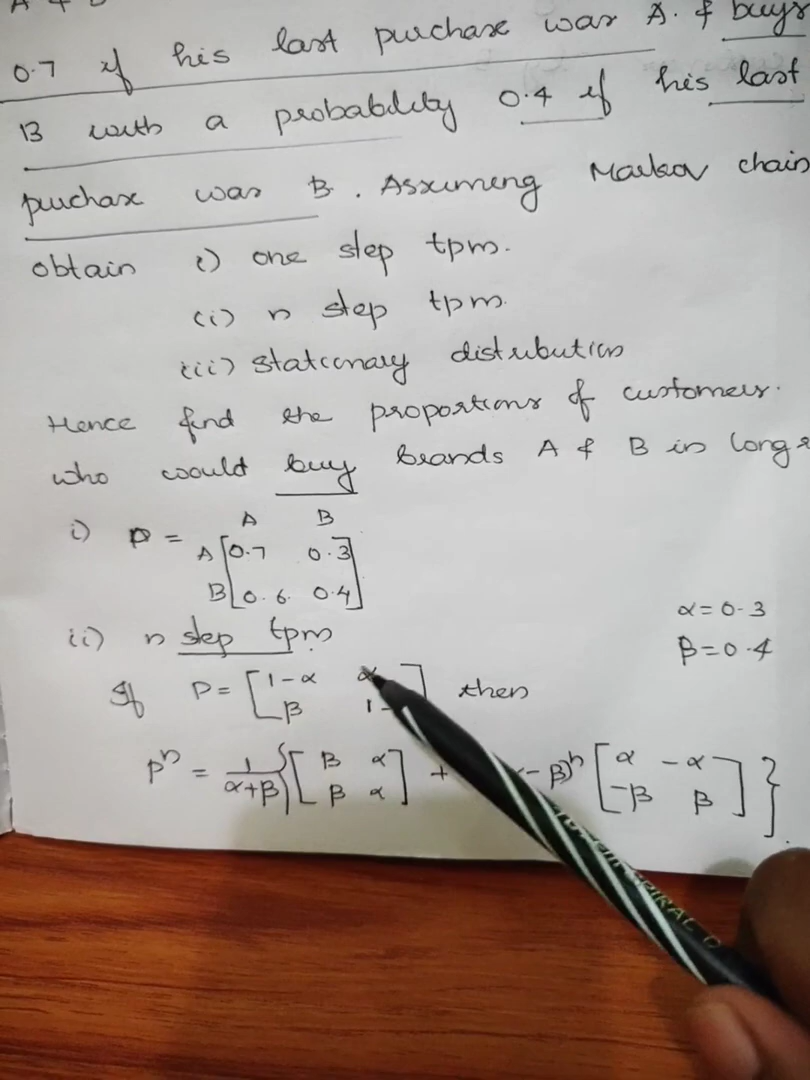 0.7 if his last purchase was A. & buys
B with a probability 0.4 if his last
purchase was B. Assuming Markov chain
obtain i) one step tpm.
(ii) n step tpm.
iii) stationary distribution
Hence find the proportions of customers.
who would buy brands A & B in long
i) P =
A B
A [0.7 0.3]
B [0.6 0.4]
ii) n step tpm
α = 0.3
β = 0.4
If P = [1-α α
β 1- ] then
Pⁿ = 1/(α+β) { [β α
β α] + -β)ⁿ [α -α
-β β] }.